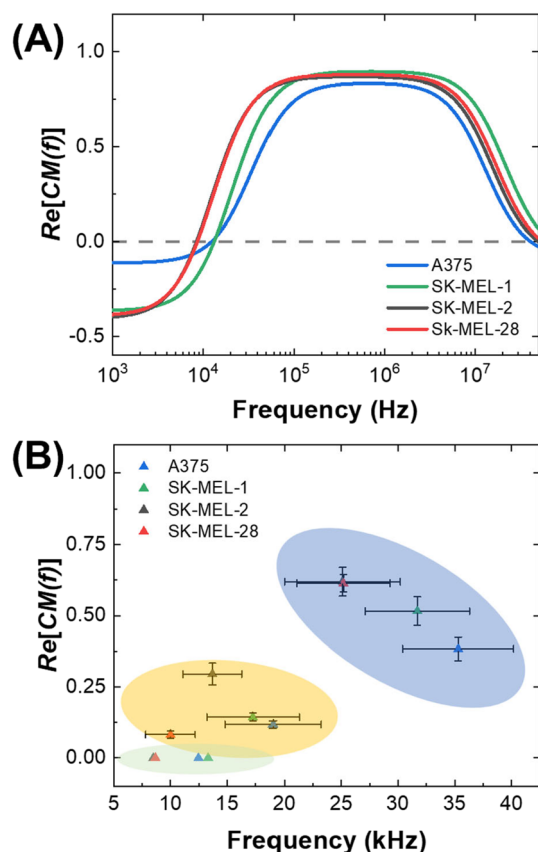 (A)
1.0
0.5
0.0
-0.5
Re[CM(f)]
A375
SK-MEL-1
SK-MEL-2
Sk-MEL-28
10³ 10⁴ 10⁵ 10⁶ 10⁷
Frequency (Hz)
(B)
1.00
0.75
0.50
0.25
0.00
Re[CM(f)]
A375
SK-MEL-1
SK-MEL-2
SK-MEL-28
5 10 15 20 25 30 35 40
Frequency (kHz)